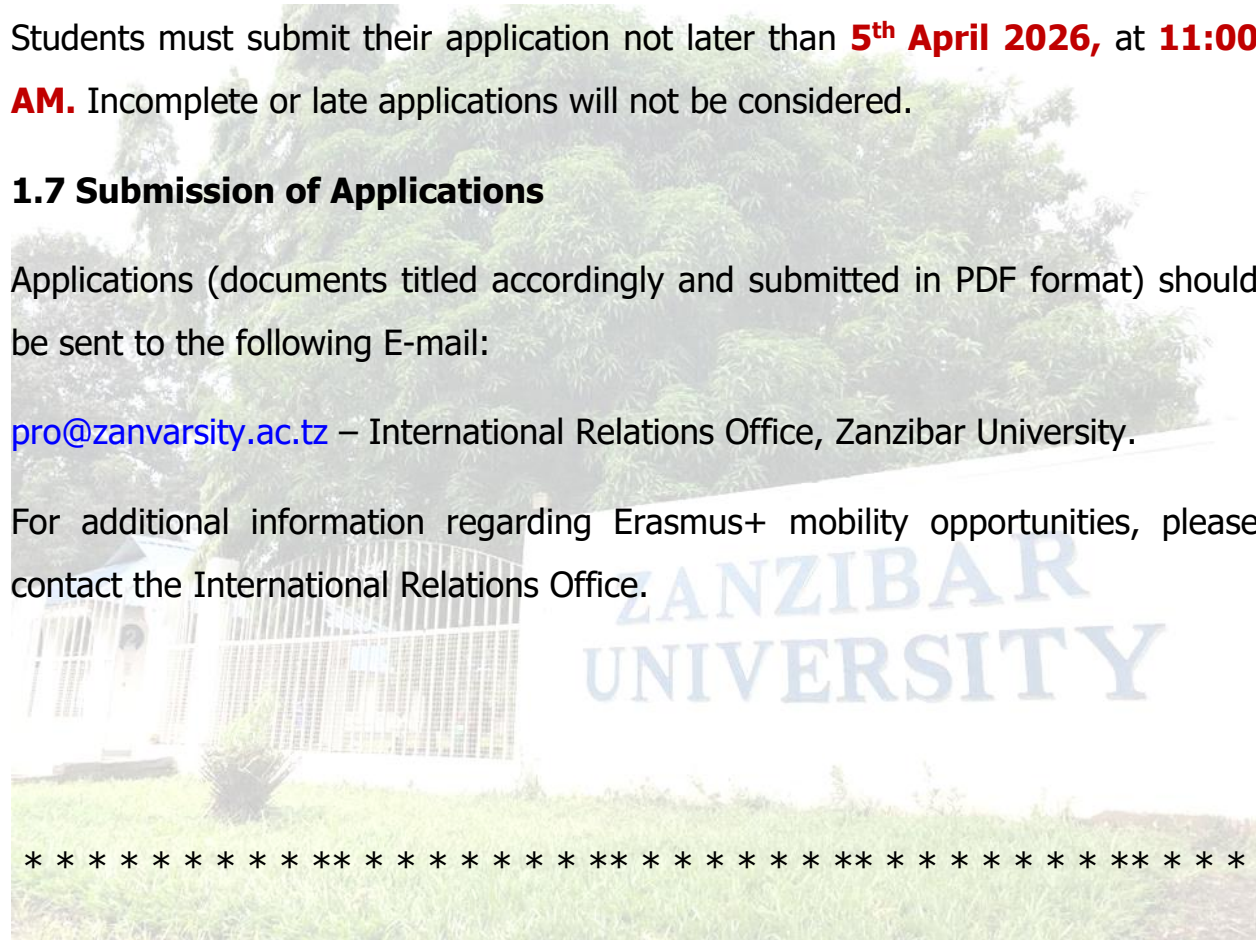 Students must submit their application not later than 5th April 2026, at 11:00
AM. Incomplete or late applications will not be considered.
1.7 Submission of Applications
Applications (documents titled accordingly and submitted in PDF format) should
be sent to the following E-mail:
pro@zanvarsity.ac.tz – International Relations Office, Zanzibar University.
For additional information regarding Erasmus+ mobility opportunities, please
contact the International Relations Office.
ZANZIBAR
UNIVERSITY
* * * * * * * * * ** * * * * * * * ** * * * * * * ** * * * * * * * ** * * *